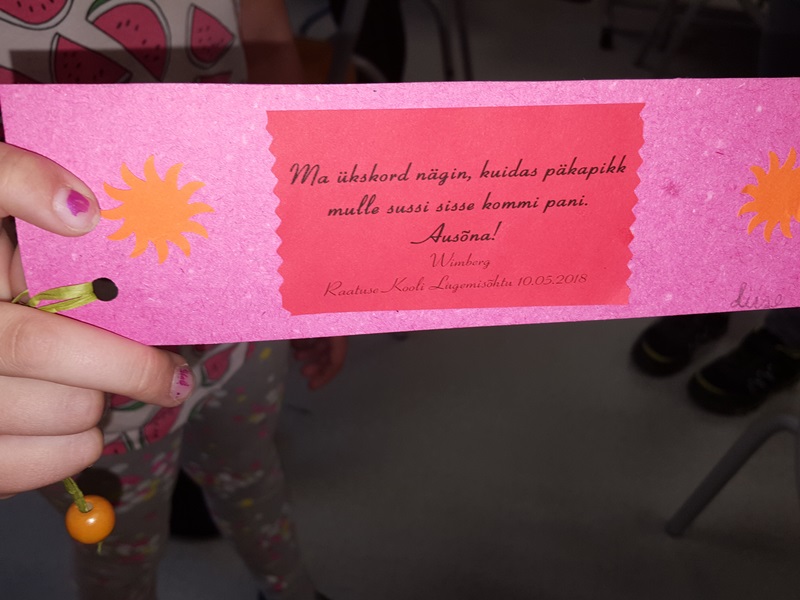 Ma ükskord nägin, kuidas päkapikk
mulle sussi sisse kommi pani.
Ausõna!
Wimberg
Raatuse Kooli Lugemisõhtu 10.05.2018